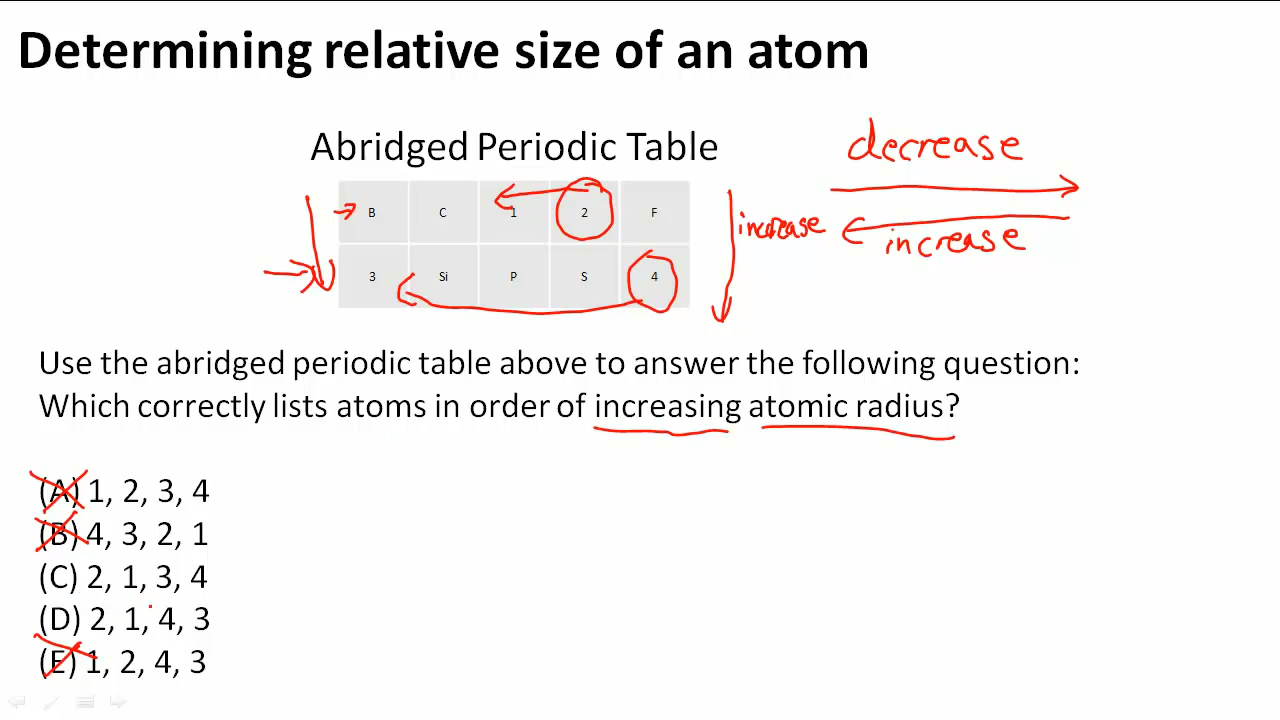 Determining relative size of an atom
Abridged Periodic Table
decrease
B C 1 2 F
increase
increase
3 Si P S 4
Use the abridged periodic table above to answer the following question:
Which correctly lists atoms in order of increasing atomic radius?
(A) 1, 2, 3, 4
(B) 4, 3, 2, 1
(C) 2, 1, 3, 4
(D) 2, 1, 4, 3
(E) 1, 2, 4, 3